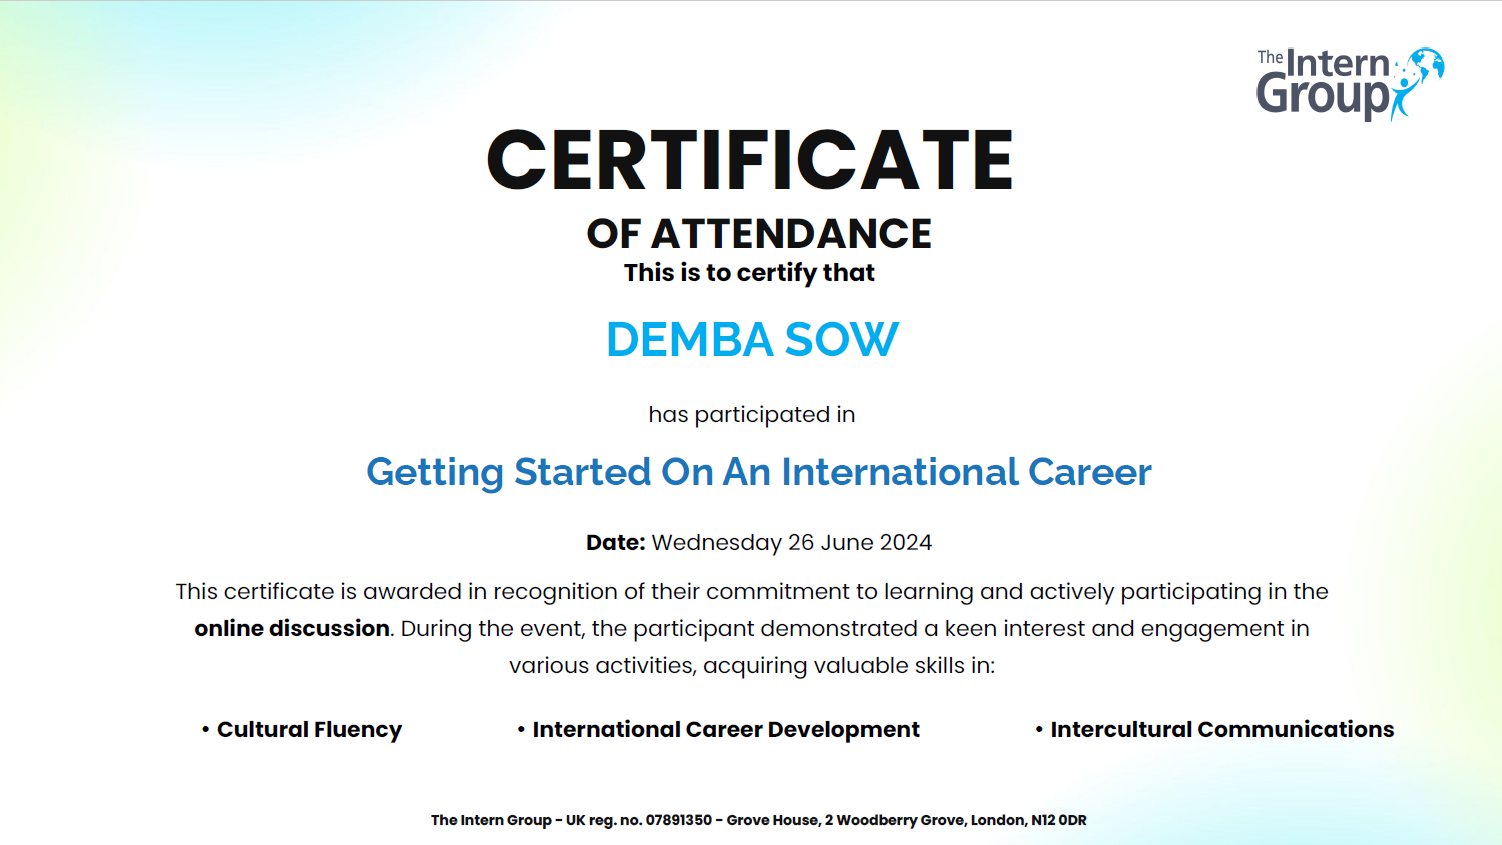 The Intern
Group
CERTIFICATE
OF ATTENDANCE
This is to certify that
DEMBA SOW
has participated in
Getting Started On An International Career
Date: Wednesday 26 June 2024
This certificate is awarded in recognition of their commitment to learning and actively participating in the
online discussion. During the event, the participant demonstrated a keen interest and engagement in
various activities, acquiring valuable skills in:
• Cultural Fluency • International Career Development • Intercultural Communications
The Intern Group - UK reg. no. 07891350 - Grove House, 2 Woodberry Grove, London, N12 0DR